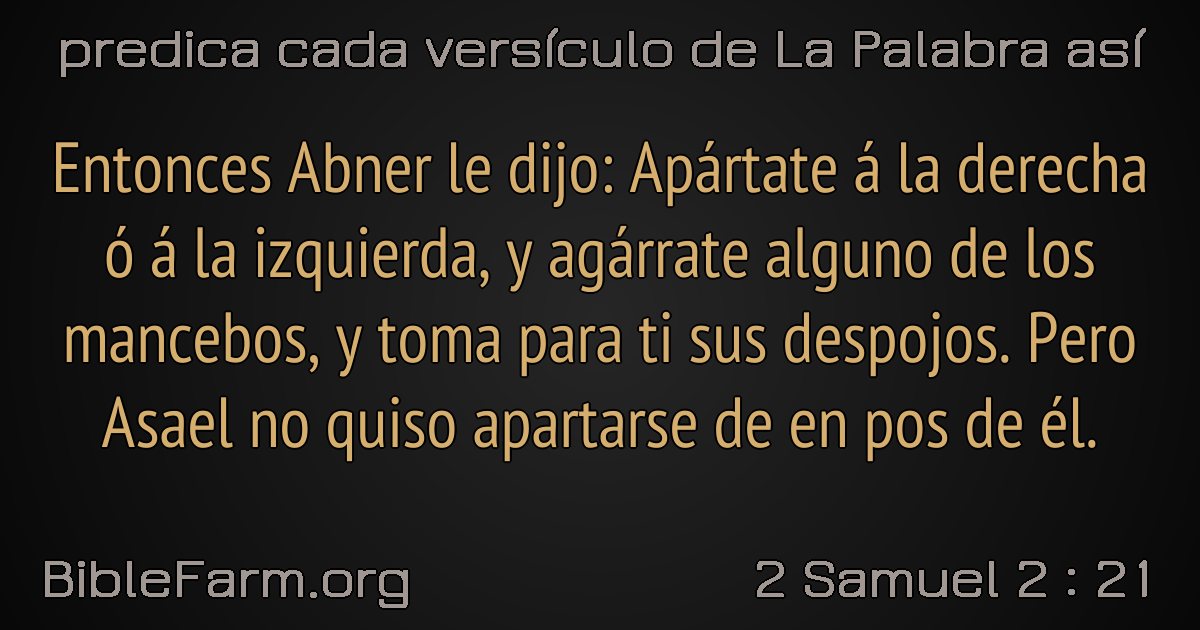 predica cada versículo de La Palabra así
Entonces Abner le dijo: Apártate á la derecha
ó á la izquierda, y agárrate alguno de los
mancebos, y toma para ti sus despojos. Pero
Asael no quiso apartarse de en pos de él.
BibleFarm.org
2 Samuel 2 : 21